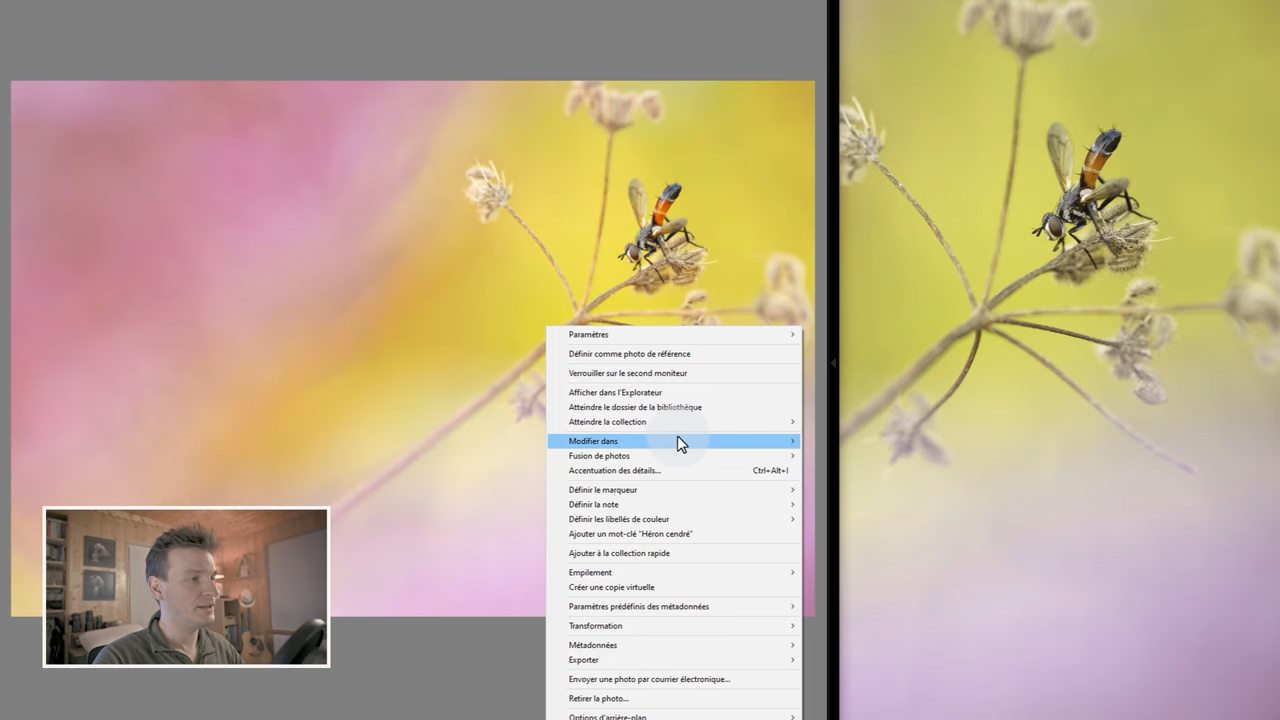 Paramètres
Définir comme photo de référence
Verrouiller sur le second moniteur
Afficher dans l'Explorateur
Atteindre le dossier de la bibliothèque
Atteindre la collection
Modifier dans
Fusion de photos
Accentuation des détails... Ctrl+Alt+I
Définir le marqueur
Définir la note
Définir les libellés de couleur
Ajouter un mot-clé "Héron cendré"
Ajouter à la collection rapide
Empilement
Créer une copie virtuelle
Paramètres prédéfinis des métadonnées
Transformation
Métadonnées
Exporter
Envoyer une photo par courrier électronique...
Retirer la photo...
Options d'arrière-plan